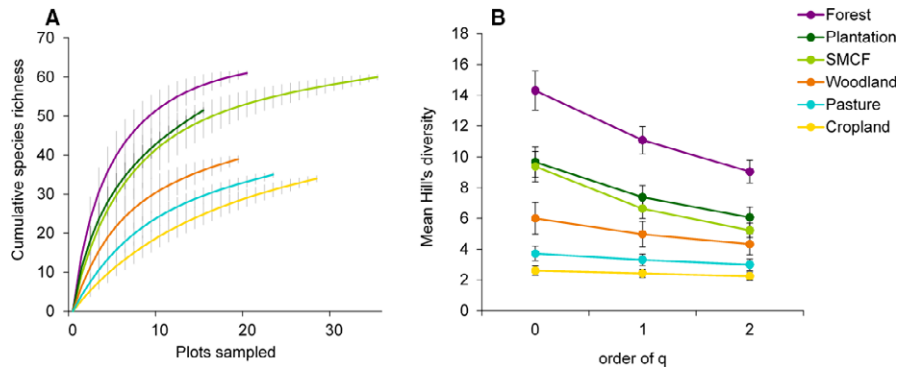 A
70
60
50
40
30
20
10
0
0 10 20 30
Cumulative species richness
Plots sampled
B
18
16
14
12
10
8
6
4
2
0
0 1 2
Mean Hill's diversity
order of q
Forest
Plantation
SMCF
Woodland
Pasture
Cropland